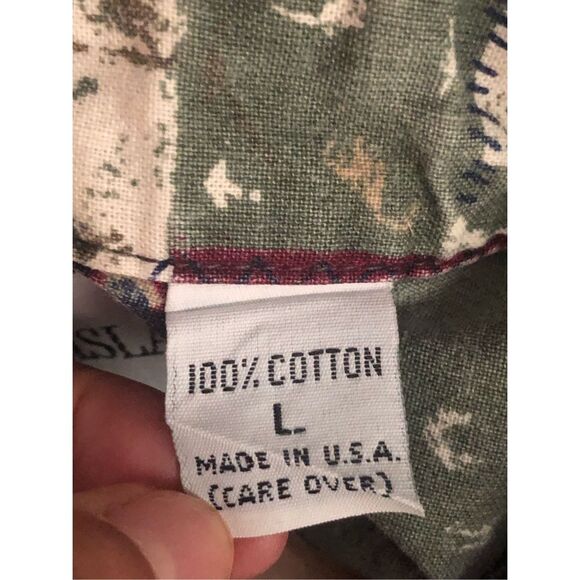 100% COTTON
L
MADE IN U.S.A.
(CARE OVER)